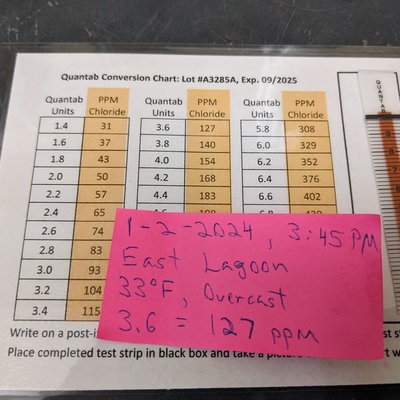 Quantab Conversion Chart: Lot #A3285A, Exp. 09/2025
Quantab Units PPM Chloride Quantab Units PPM Chloride Quantab Units PPM Chloride
1.4 31 3.6 127 5.8 308
1.6 37 3.8 140 6.0 329
1.8 43 4.0 154 6.2 352
2.0 50 4.2 168 6.4 376
2.2 57 4.4 183 6.6 402
2.4 65
2.6 74
2.8 83
3.0 93
3.2 104
3.4 115
1-2-2024, 3:45 PM
East Lagoon
33°F, Overcast
3.6 = 127 ppm
Write on a post-i
Place completed test strip in black box and take a
QUANTAB